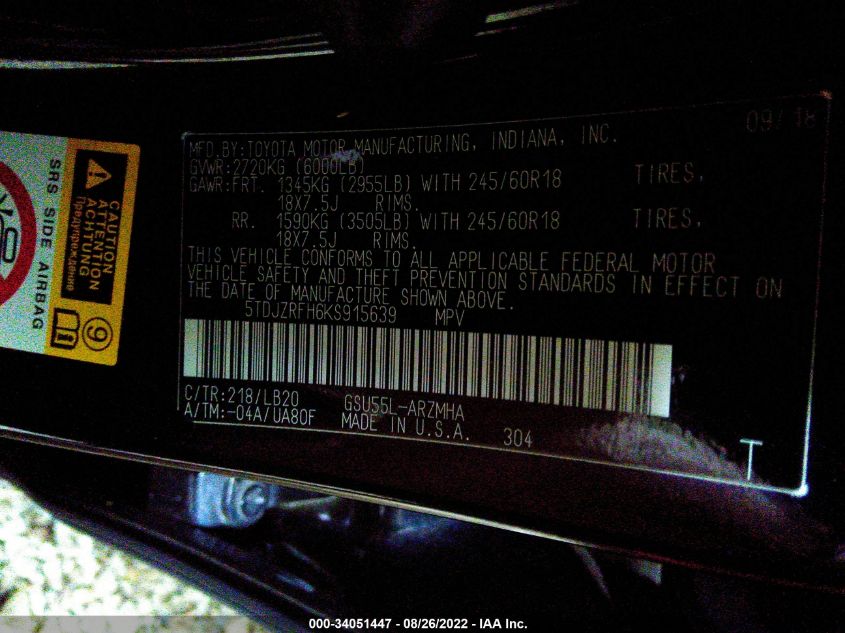 09/18
MFD.BY:TOYOTA MOTOR MANUFACTURING, INDIANA, INC.
GVWR:2720KG (6000LB)
GAWR:FRT. 1345KG (2955LB) WITH 245/60R18 TIRES,
18X7.5J RIMS.
RR. 1590KG (3505LB) WITH 245/60R18 TIRES,
18X7.5J RIMS.
THIS VEHICLE CONFORMS TO ALL APPLICABLE FEDERAL MOTOR
VEHICLE SAFETY AND THEFT PREVENTION STANDARDS IN EFFECT ON
THE DATE OF MANUFACTURE SHOWN ABOVE.
5TDJZRFH6KS915639 MPV
C/TR:218/LB20 GSU55L-ARZMHA
A/TM:-04A/UA80F MADE IN U.S.A. 304
T
CAUTION
ATTENTION
ACHTUNG
Предупреждение
SRS SIDE AIRBAG
9
000-34051447 - 08/26/2022 - IAA Inc.